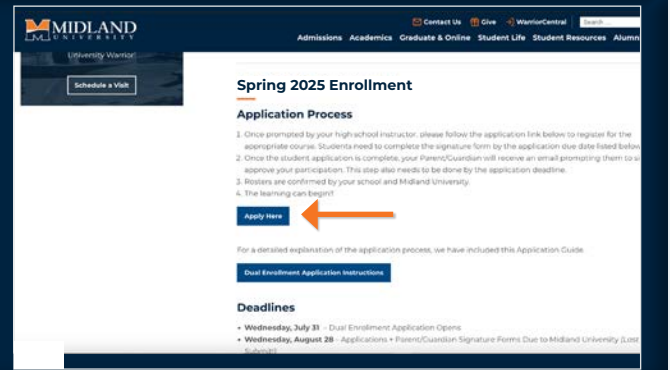 MIDLAND
UNIVERSITY
Contact Us Give WarriorCentral Search ...
Admissions Academics Graduate & Online Student Life Student Resources Alumn
University Warrior!
Schedule a Visit
Spring 2025 Enrollment
Application Process
1. Once prompted by your high school instructor, please follow the application link below to register for the
appropriate course. Students need to complete the signature form by the application due date listed below
2. Once the student application is complete, your Parent/Guardian will receive an email prompting them to si
approve your participation. This step also needs to be done by the application deadline.
3. Rosters are confirmed by your school and Midland University.
4. The learning can begin!!
Apply Here
For a detailed explanation of the application process, we have included this Application Guide.
Dual Enrollment Application Instructions
Deadlines
• Wednesday, July 31 - Dual Enrollment Application Opens
• Wednesday, August 28 - Applications + Parent/Guardian Signature Forms Due to Midland University (Last
Submit!)